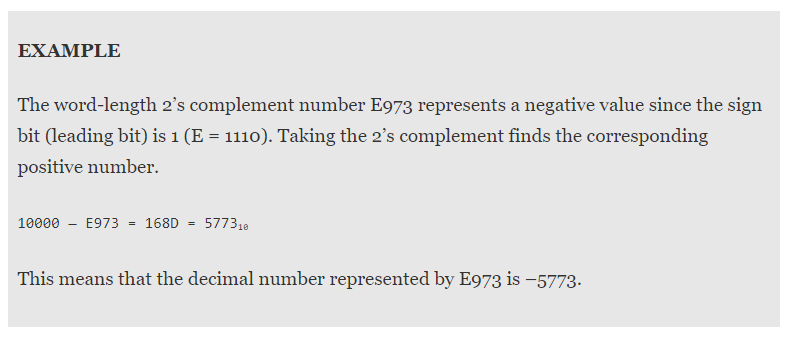 EXAMPLE
The word-length 2’s complement number E973 represents a negative value since the sign
bit (leading bit) is 1 (E = 1110). Taking the 2’s complement finds the corresponding
positive number.
10000 – E973 = 168D = 5773₁₀
This means that the decimal number represented by E973 is –5773.